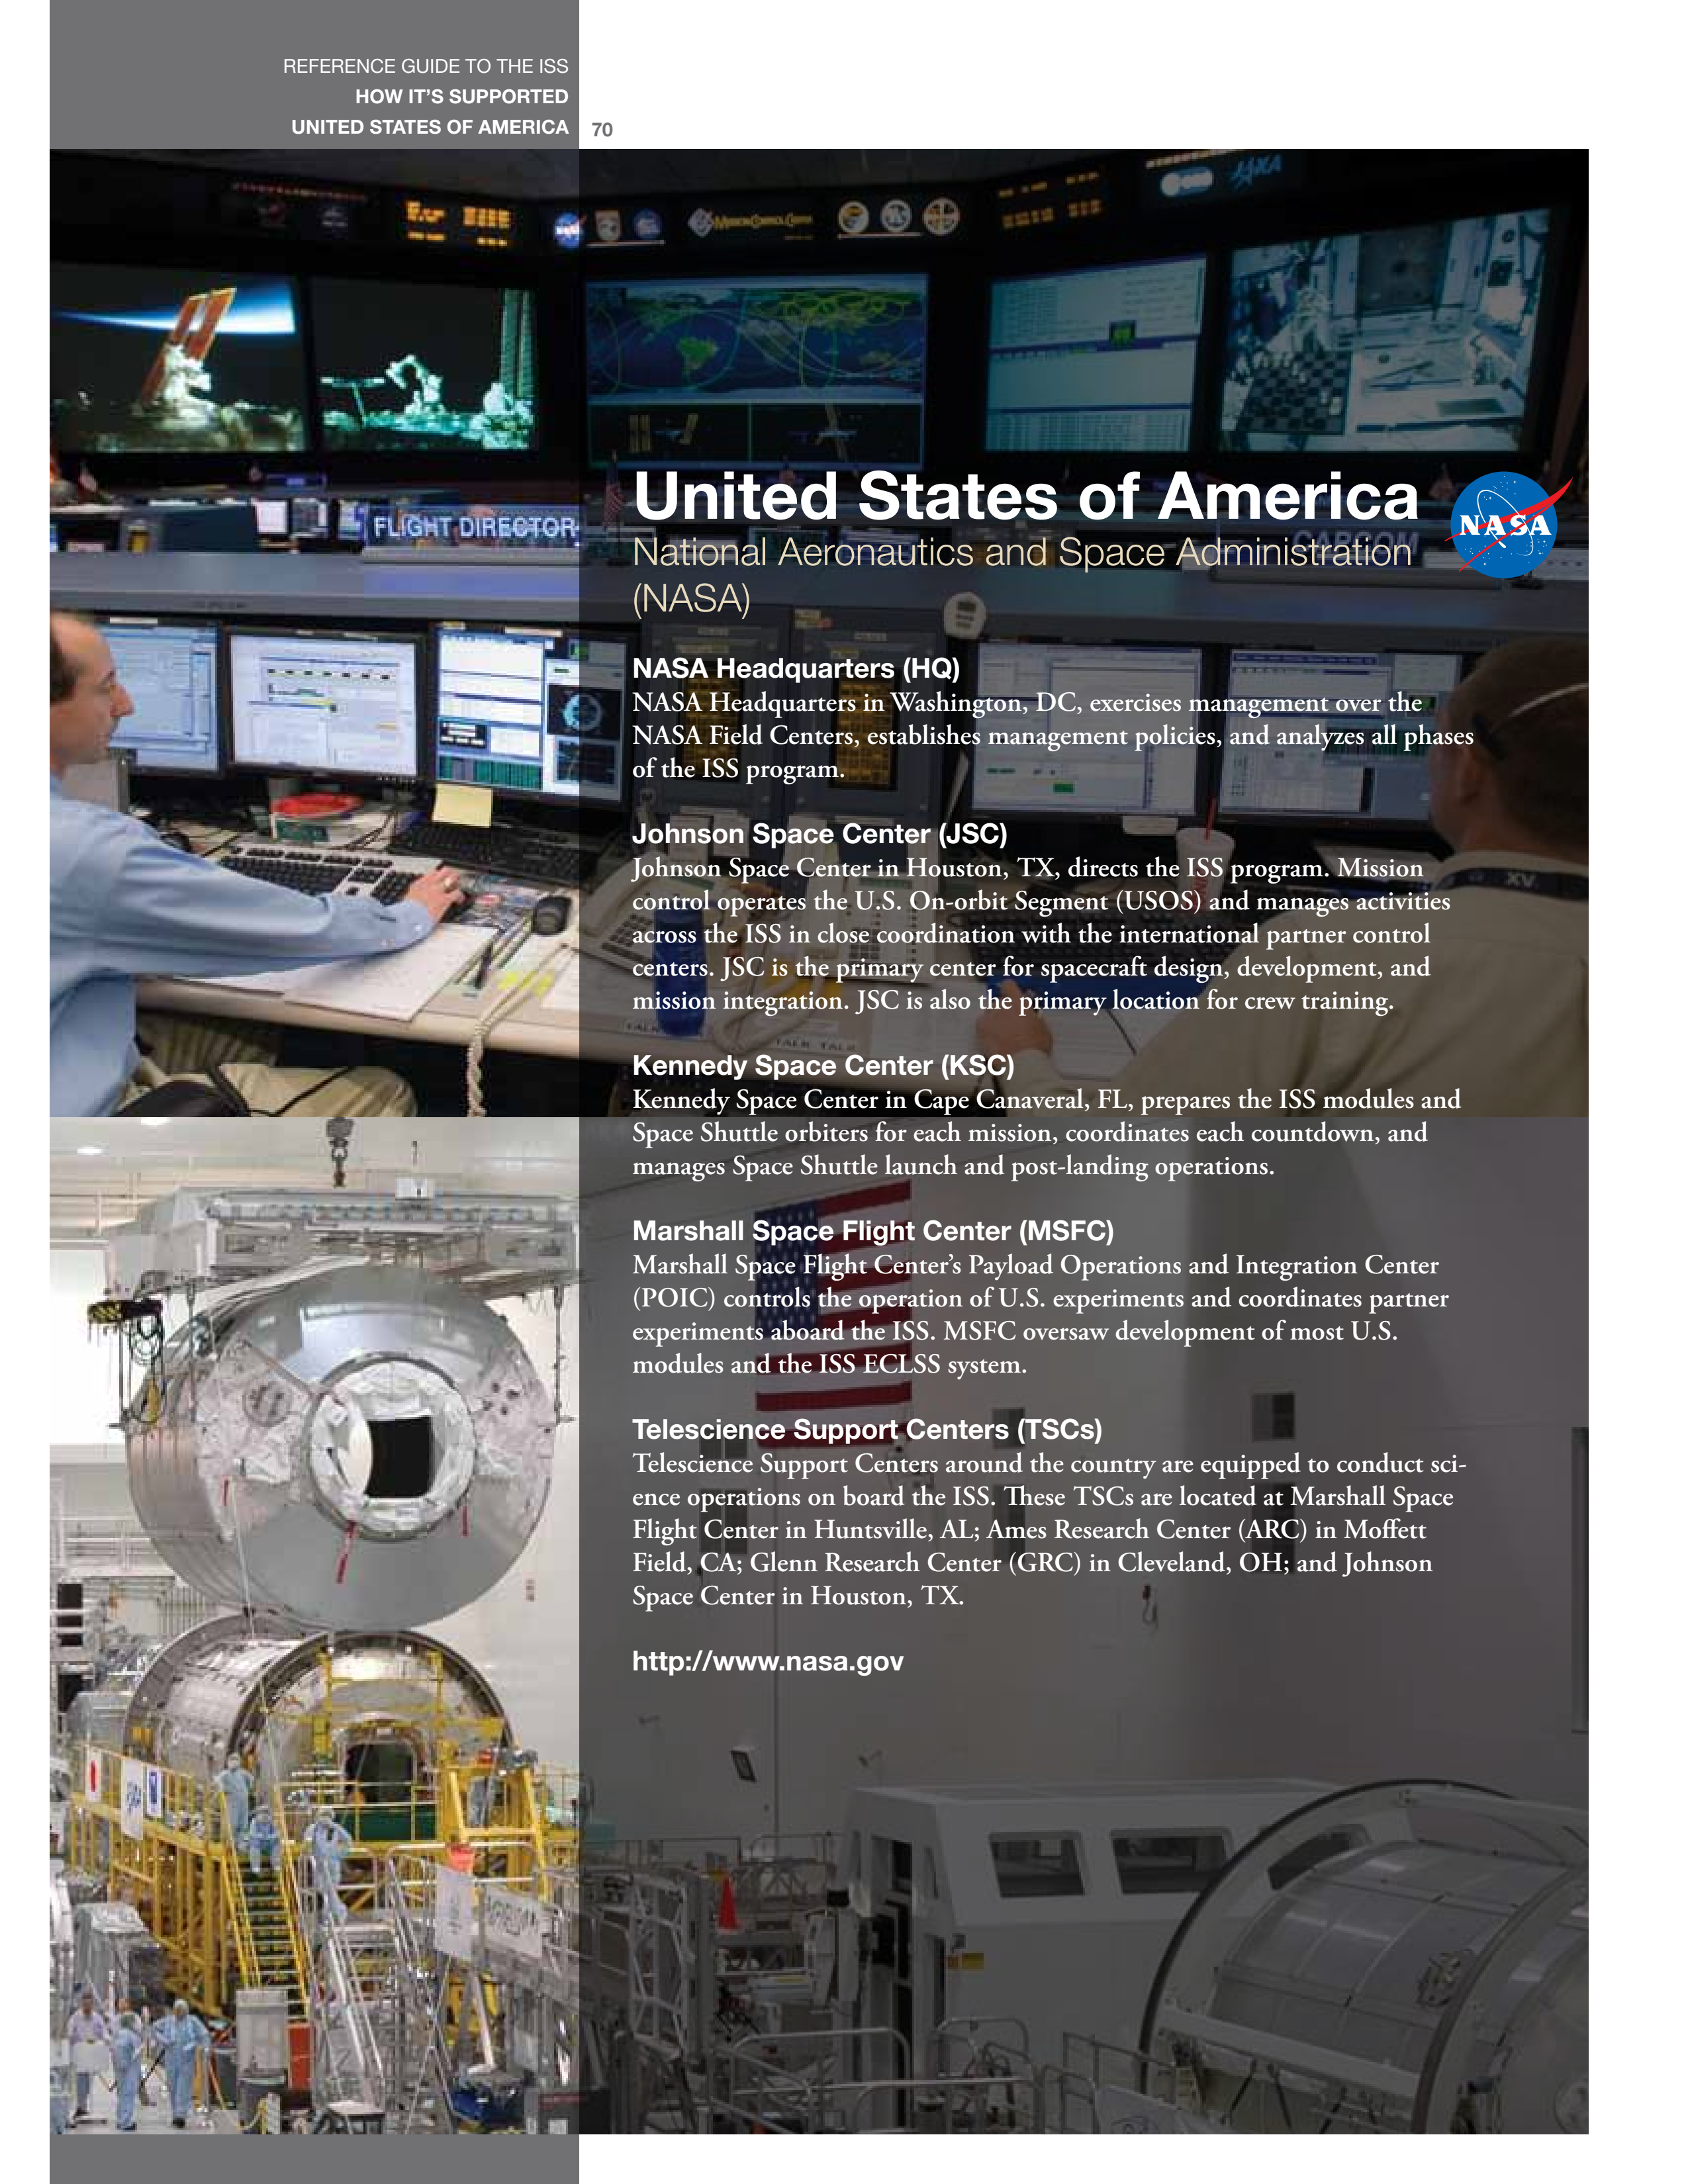 REFERENCE GUIDE TO THE ISS
HOW IT'S SUPPORTED
UNITED STATES OF AMERICA
70
MISSION CONTROL CENTER
FLIGHT DIRECTOR
United States of America
NASA
National Aeronautics and Space Administration
(NASA)
CAPCOM
NASA Headquarters (HQ)
NASA Headquarters in Washington, DC, exercises management over the
NASA Field Centers, establishes management policies, and analyzes all phases
of the ISS program.
Johnson Space Center (JSC)
Johnson Space Center in Houston, TX, directs the ISS program. Mission
control operates the U.S. On-orbit Segment (USOS) and manages activities
across the ISS in close coordination with the international partner control
centers. JSC is the primary center for spacecraft design, development, and
mission integration. JSC is also the primary location for crew training.
XV
TALK
TALK TALK
Kennedy Space Center (KSC)
Kennedy Space Center in Cape Canaveral, FL, prepares the ISS modules and
Space Shuttle orbiters for each mission, coordinates each countdown, and
manages Space Shuttle launch and post-landing operations.
Marshall Space Flight Center (MSFC)
Marshall Space Flight Center’s Payload Operations and Integration Center
(POIC) controls the operation of U.S. experiments and coordinates partner
experiments aboard the ISS. MSFC oversaw development of most U.S.
modules and the ISS ECLSS system.
Telescience Support Centers (TSCs)
Telescience Support Centers around the country are equipped to conduct sci-
ence operations on board the ISS. These TSCs are located at Marshall Space
Flight Center in Huntsville, AL; Ames Research Center (ARC) in Moffett
Field, CA; Glenn Research Center (GRC) in Cleveland, OH; and Johnson
Space Center in Houston, TX.
http://www.nasa.gov